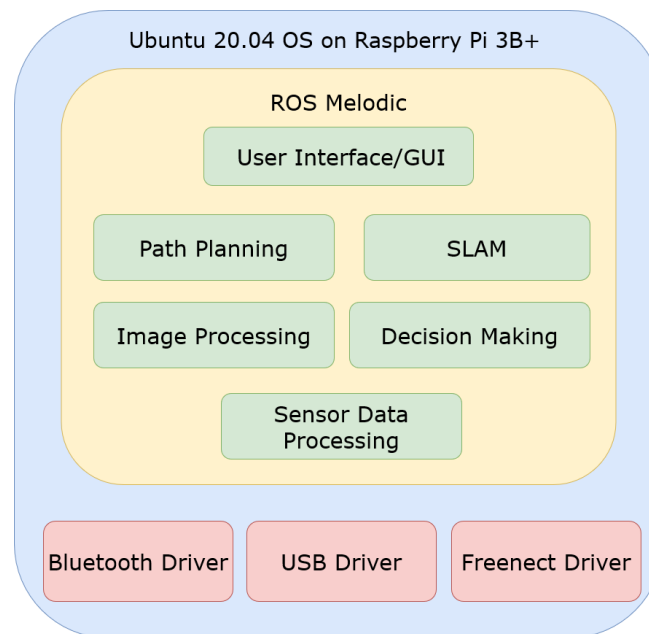 Ubuntu 20.04 OS on Raspberry Pi 3B+
ROS Melodic
User Interface/GUI
Path Planning
SLAM
Image Processing
Decision Making
Sensor Data
Processing
Bluetooth Driver
USB Driver
Freenect Driver